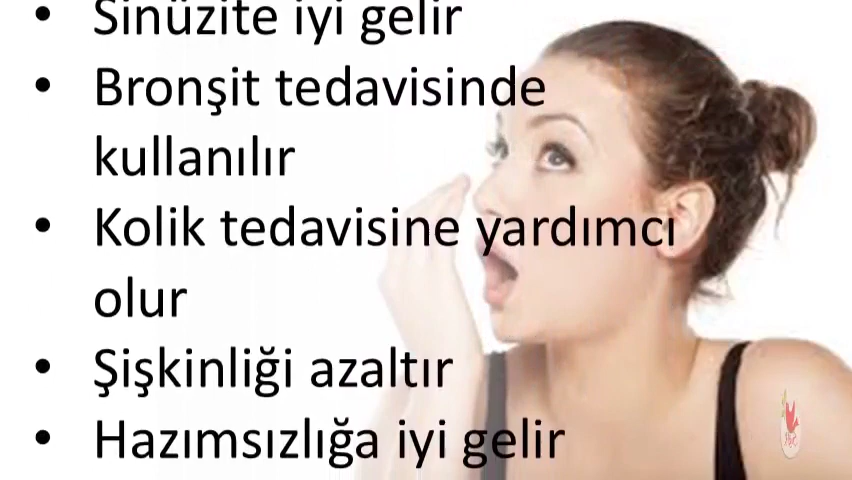 • Sinüzite iyi gelir
• Bronşit tedavisinde
kullanılır
• Kolik tedavisine yardımcı
olur
• Şişkinliği azaltır
• Hazımsızlığa iyi gelir